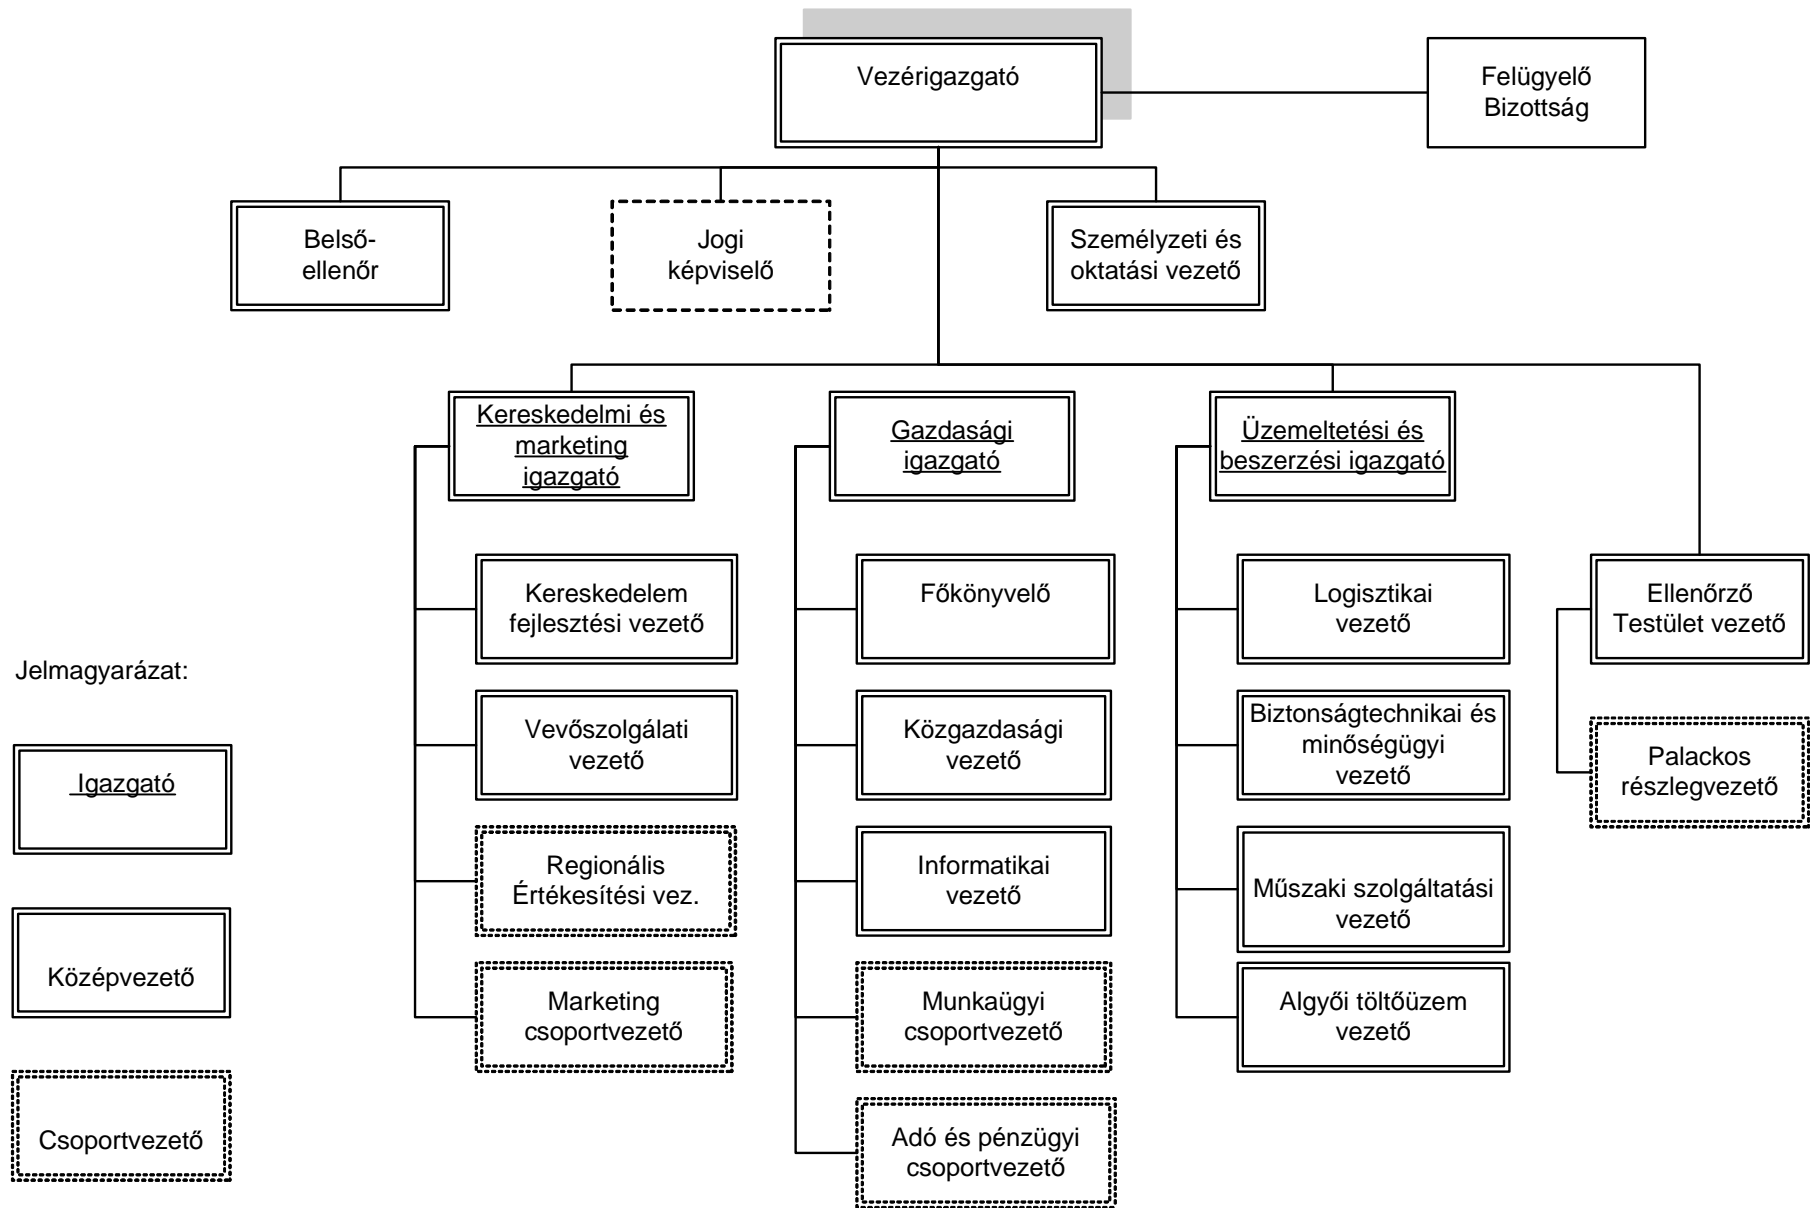 Vezérigazgató
Felügyelő
Bizottság
Belső-
ellenőr
Jogi
képviselő
Személyzeti és
oktatási vezető
Kereskedelmi és
marketing
igazgató
Gazdasági
igazgató
Üzemeltetési és
beszerzési igazgató
Kereskedelem
fejlesztési vezető
Főkönyvelő
Logisztikai
vezető
Ellenőrző
Testület vezető
Jelmagyarázat:
Vevőszolgálati
vezető
Közgazdasági
vezető
Biztonságtechnikai és
minőségügyi
vezető
Palackos
részlegvezető
Igazgató
Regionális
Értékesítési vez.
Informatikai
vezető
Műszaki szolgáltatási
vezető
Középvezető
Marketing
csoportvezető
Munkaügyi
csoportvezető
Algyői töltőüzem
vezető
Csoportvezető
Adó és pénzügyi
csoportvezető